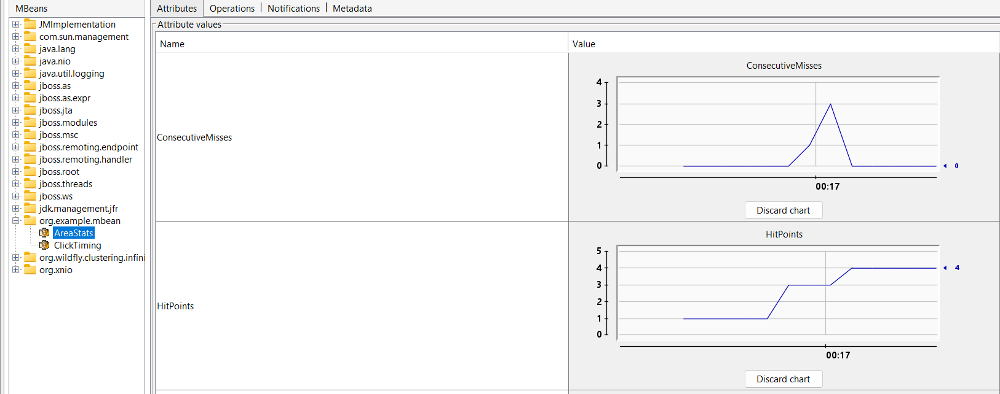 MBeans
JMImplementation
com.sun.management
java.lang
java.nio
java.util.logging
jboss.as
jboss.as.expr
jboss.jta
jboss.modules
jboss.msc
jboss.remoting.endpoint
jboss.remoting.handler
jboss.root
jboss.threads
jboss.ws
jdk.management.jfr
org.example.mbean
AreaStats
ClickTiming
org.wildfly.clustering.infini
org.xnio
Attributes Operations Notifications Metadata
Attribute values
Name Value
ConsecutiveMisses
ConsecutiveMisses
4
3
2
1
0
0
00:17
Discard chart
HitPoints
HitPoints
5
4
3
2
1
0
4
00:17
Discard chart